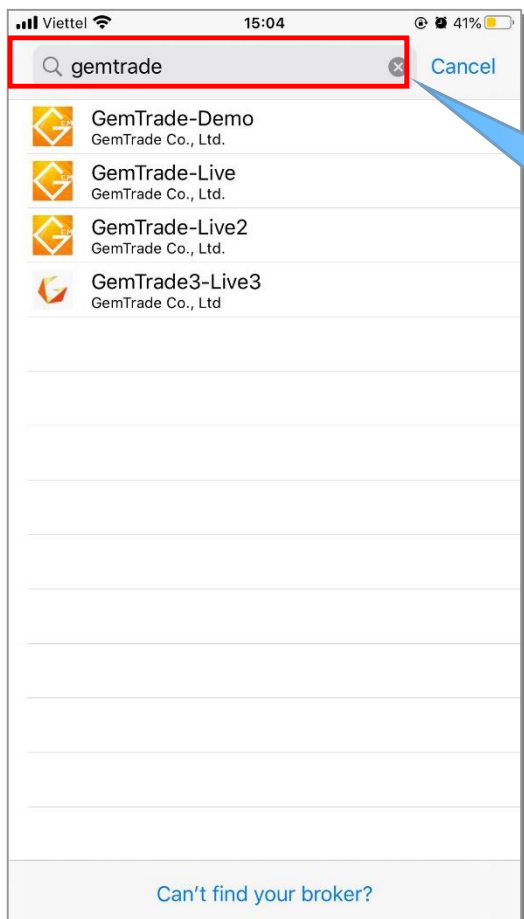 Viettel 15:04 41%
gemtrade Cancel
GemTrade-Demo
GemTrade Co., Ltd.
GemTrade-Live
GemTrade Co., Ltd.
GemTrade-Live2
GemTrade Co., Ltd.
GemTrade3-Live3
GemTrade Co., Ltd
Can't find your broker?